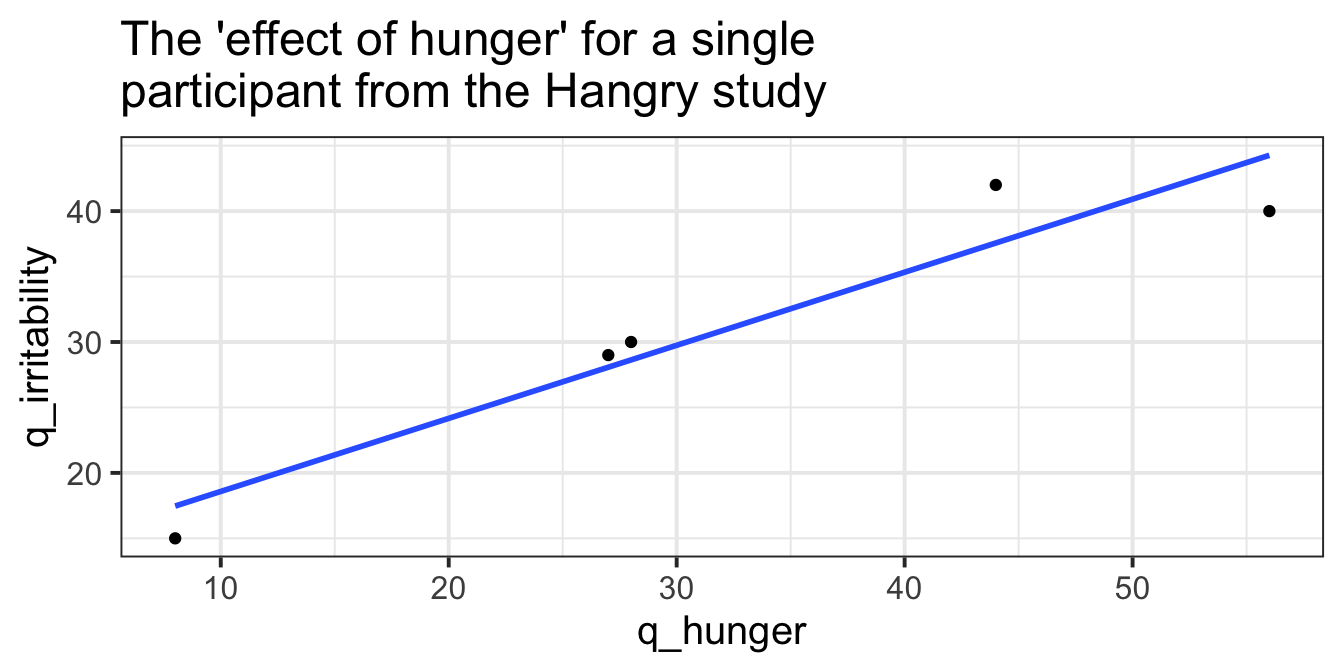 The 'effect of hunger' for a single
participant from the Hangry study
40
30
20
q_irritability
10 20 30 40 50
q_hunger